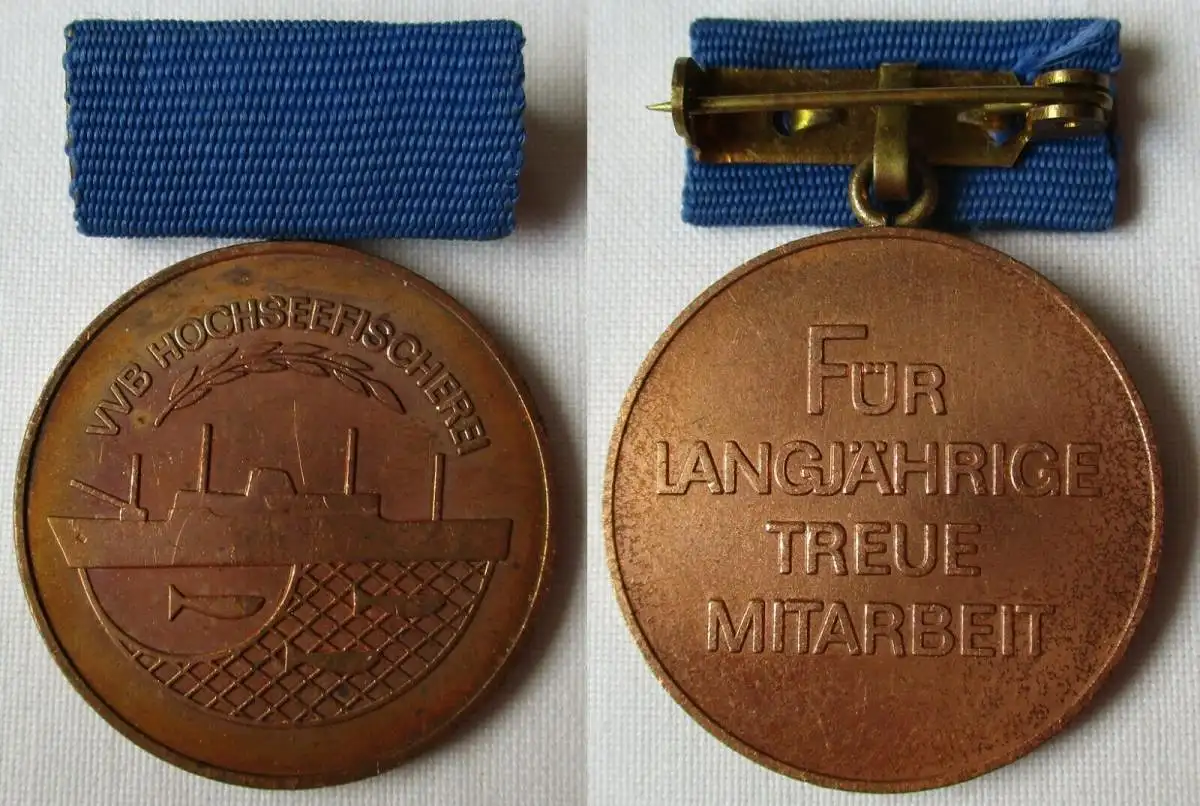 VVB HOCHSEEFISCHEREI
FÜR
LANGJÄHRIGE
TREUE
MITARBEIT